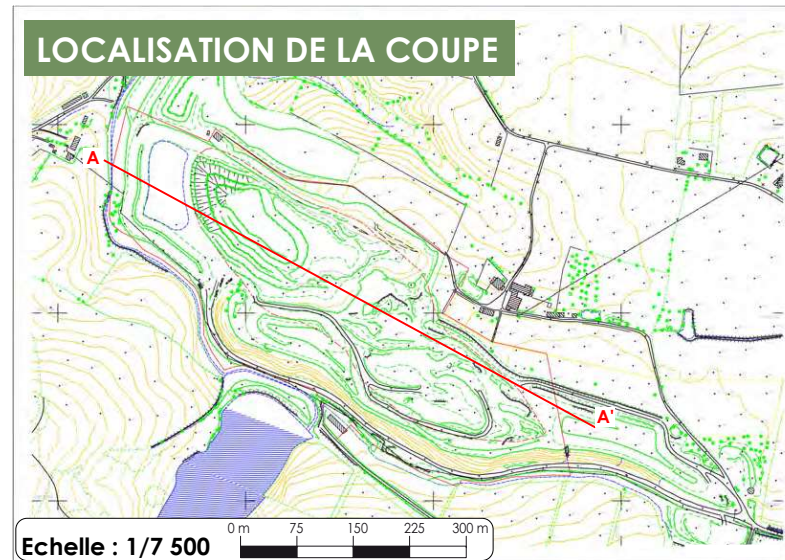 LOCALISATION DE LA COUPE
A
A'
Echelle : 1/7 500
0 m 75 150 225 300 m